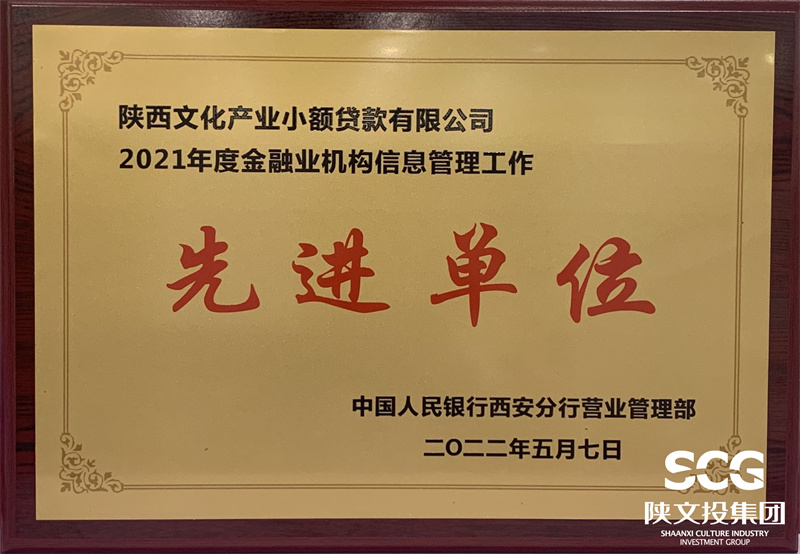 陕西文化产业小额贷款有限公司
2021年度金融业机构信息管理工作
先进单位
中国人民银行西安分行营业管理部
二〇二二年五月七日
SCG
陕文投集团
SHAANXI CULTURE INDUSTRY
INVESTMENT GROUP